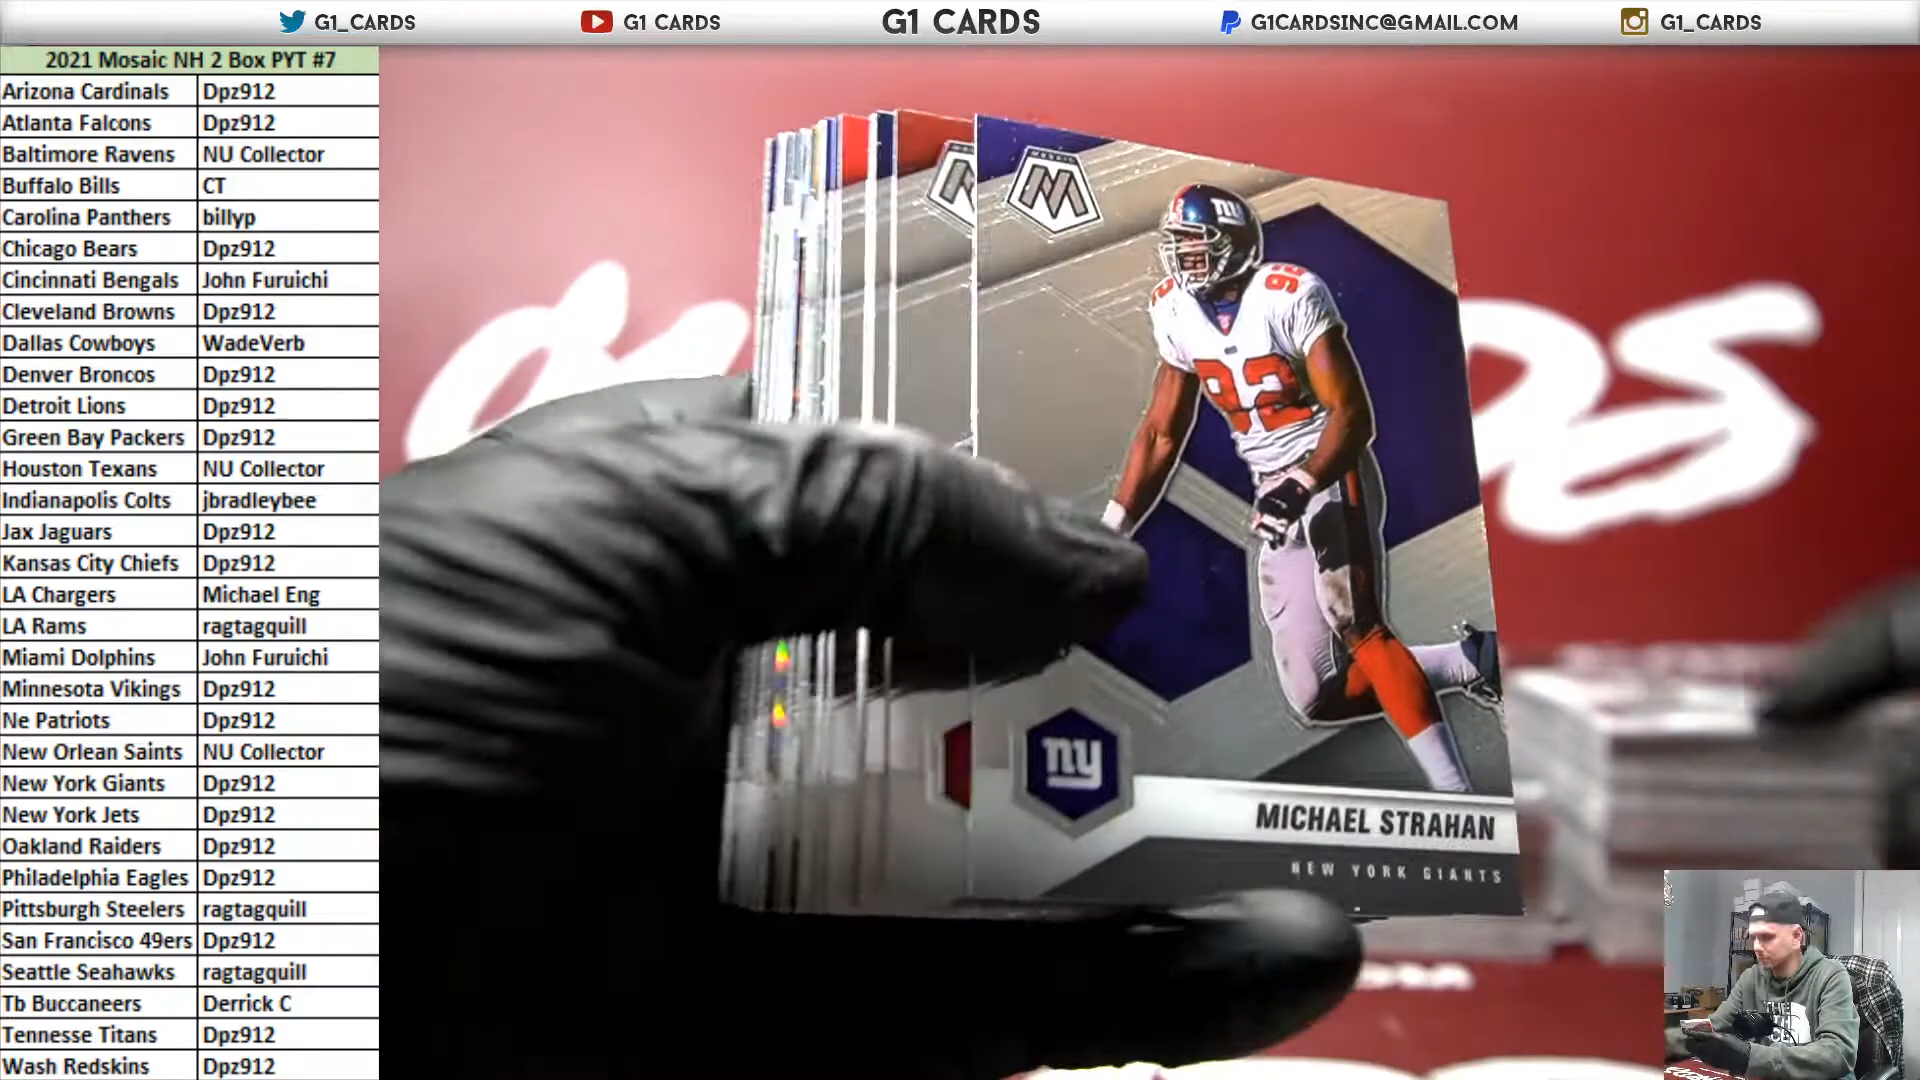 G1_CARDS G1 CARDS G1 CARDS G1CARDSINC@GMAIL.COM G1_CARDS
2021 Mosaic NH 2 Box PYT #7
Arizona Cardinals Dpz912
Atlanta Falcons Dpz912
Baltimore Ravens NU Collector
Buffalo Bills CT
Carolina Panthers billyp
Chicago Bears Dpz912
Cincinnati Bengals John Furuichi
Cleveland Browns Dpz912
Dallas Cowboys WadeVerb
Denver Broncos Dpz912
Detroit Lions Dpz912
Green Bay Packers Dpz912
Houston Texans NU Collector
Indianapolis Colts jbradleybee
Jax Jaguars Dpz912
Kansas City Chiefs Dpz912
LA Chargers Michael Eng
LA Rams ragtagquill
Miami Dolphins John Furuichi
Minnesota Vikings Dpz912
Ne Patriots Dpz912
New Orlean Saints NU Collector
New York Giants Dpz912
New York Jets Dpz912
Oakland Raiders Dpz912
Philadelphia Eagles Dpz912
Pittsburgh Steelers ragtagquill
San Francisco 49ers Dpz912
Seattle Seahawks ragtagquill
Tb Buccaneers Derrick C
Tennesse Titans Dpz912
Wash Redskins Dpz912
MOSAIC
M
ny
92
92
ny
MICHAEL STRAHAN
NEW YORK GIANTS